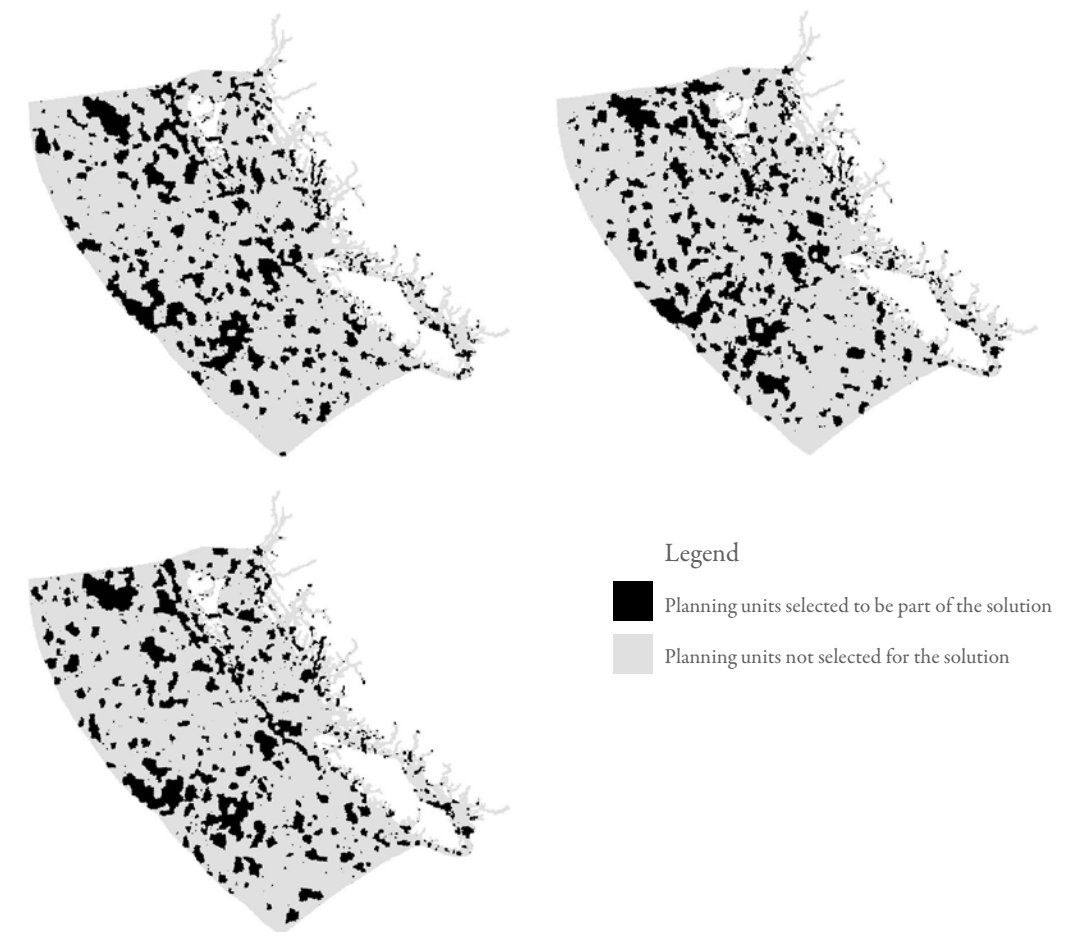 Legend
Planning units selected to be part of the solution
Planning units not selected for the solution